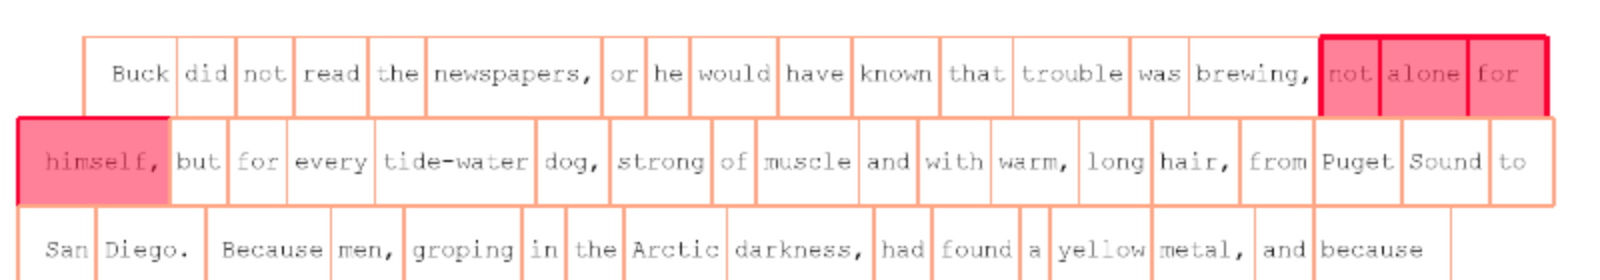 Buck did not read the newspapers, or he would have known that trouble was brewing, not alone for
himself, but for every tide-water dog, strong of muscle and with warm, long hair, from Puget Sound to
San Diego. Because men, groping in the Arctic darkness, had found a yellow metal, and because